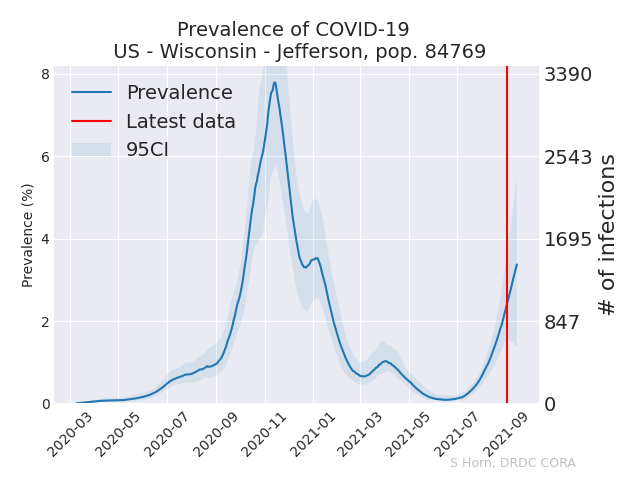 Prevalence of COVID-19
US - Wisconsin - Jefferson, pop. 84769
Prevalence
Latest data
95CI
Prevalence (%)
8
6
4
2
0
3390
2543
1695
847
0
# of infections
2020-03
2020-05
2020-07
2020-09
2020-11
2021-01
2021-03
2021-05
2021-07
2021-09
S Horn, DRDC CORA